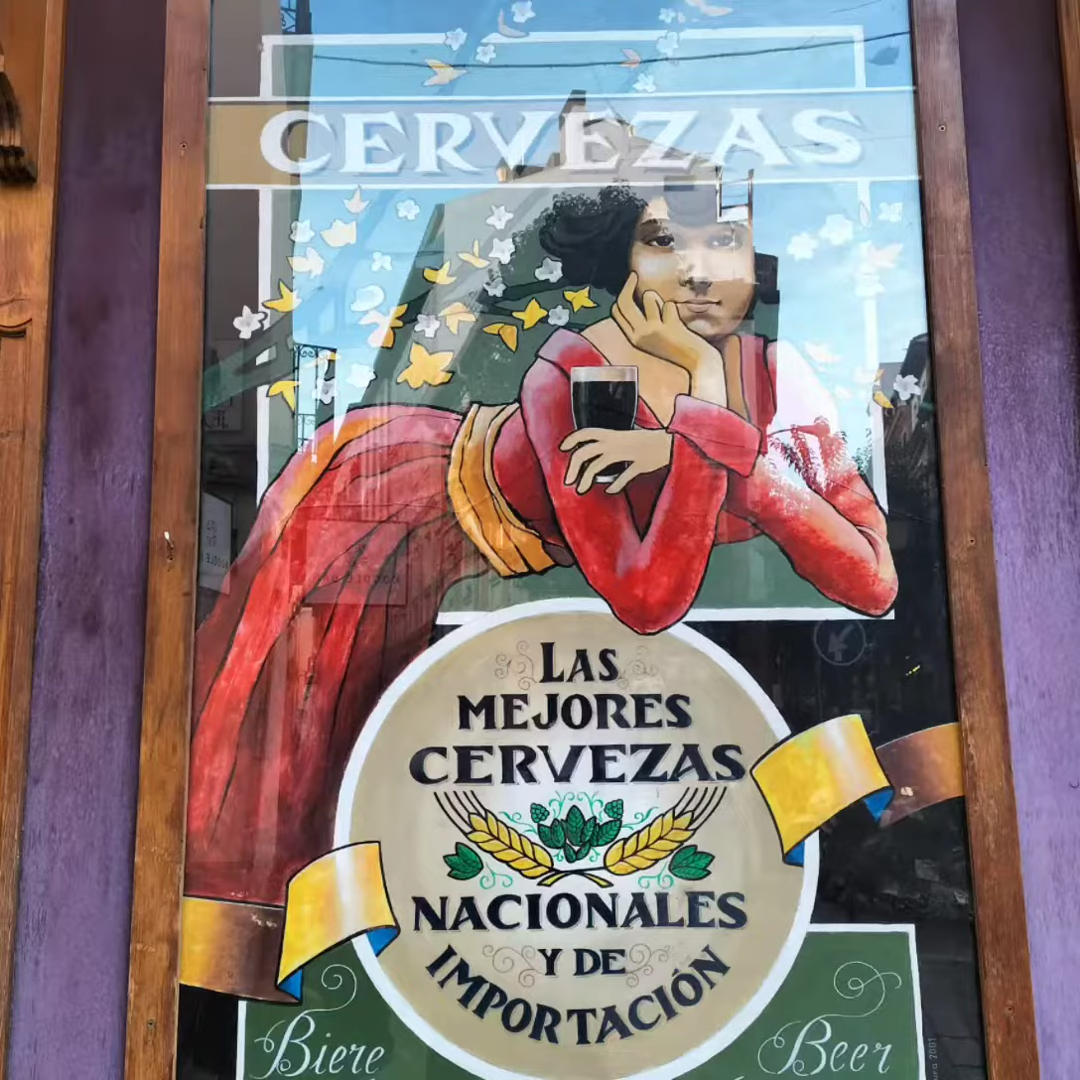 CERVEZAS
LAS
MEJORES
CERVEZAS
NACIONALES
Y DE
IMPORTACIÓN
Biere
Beer